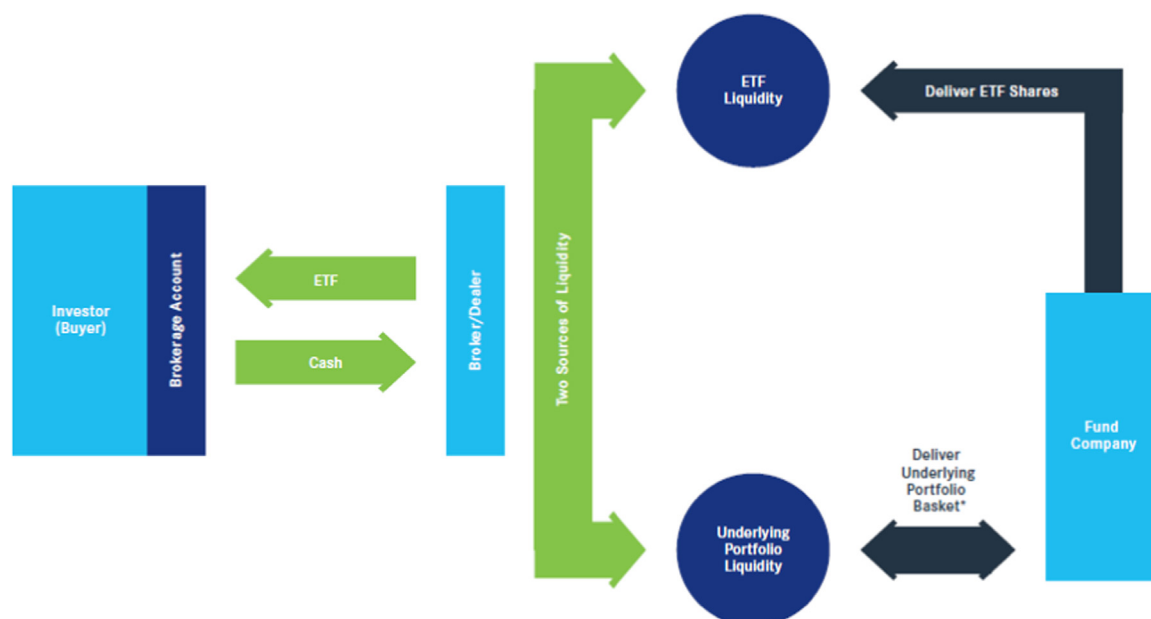 Investor
(Buyer)
Brokerage Account
ETF
Cash
Broker/Dealer
Two Sources of Liquidity
ETF
Liquidity
Deliver ETF Shares
Underlying
Portfolio
Liquidity
Deliver
Underlying
Portfolio
Basket*
Fund
Company